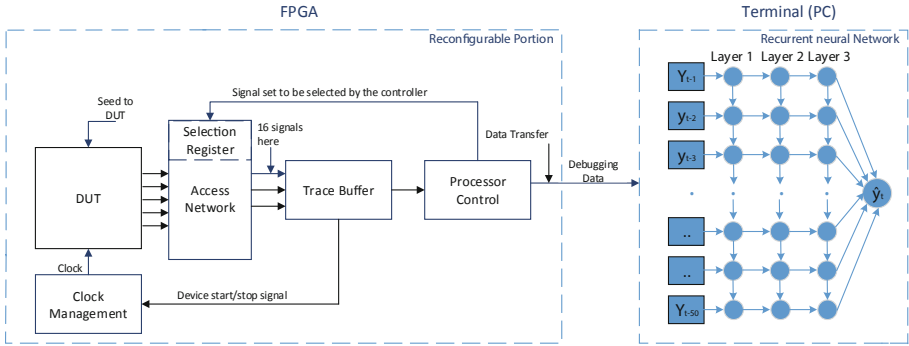 FPGA
Terminal (PC)
Reconfigurable Portion
Recurrent neural Network
Layer 1 Layer 2 Layer 3
Signal set to be selected by the controller
Seed to
DUT
Selection
Register
16 signals
here
Data Transfer
Debugging
Data
DUT
Access
Network
Trace Buffer
Processor
Control
Clock
Clock
Management
Device start/stop signal
Yt-1
yt-2
yt-3
. . . .
..
..
Yt-50
ŷt